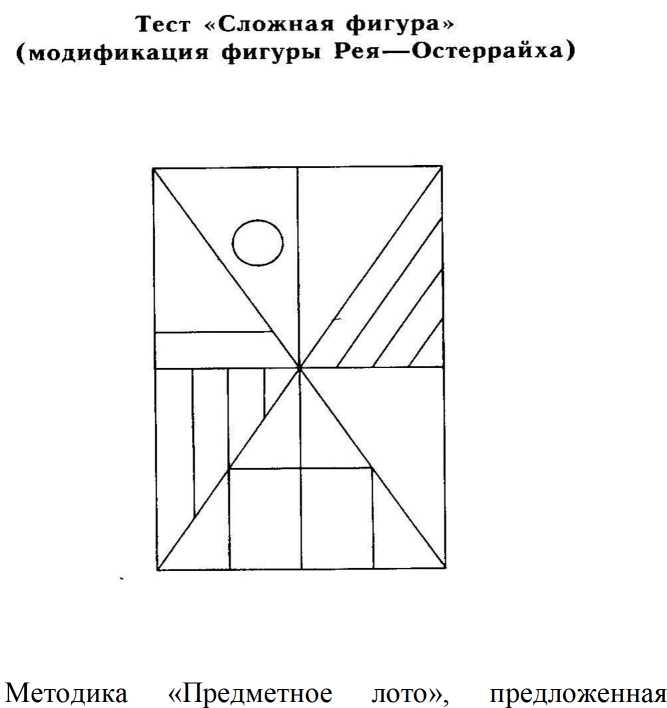 Тест «Сложная фигура»
(модификация фигуры Рея—Остеррайха)
Методика «Предметное лото», предложенная